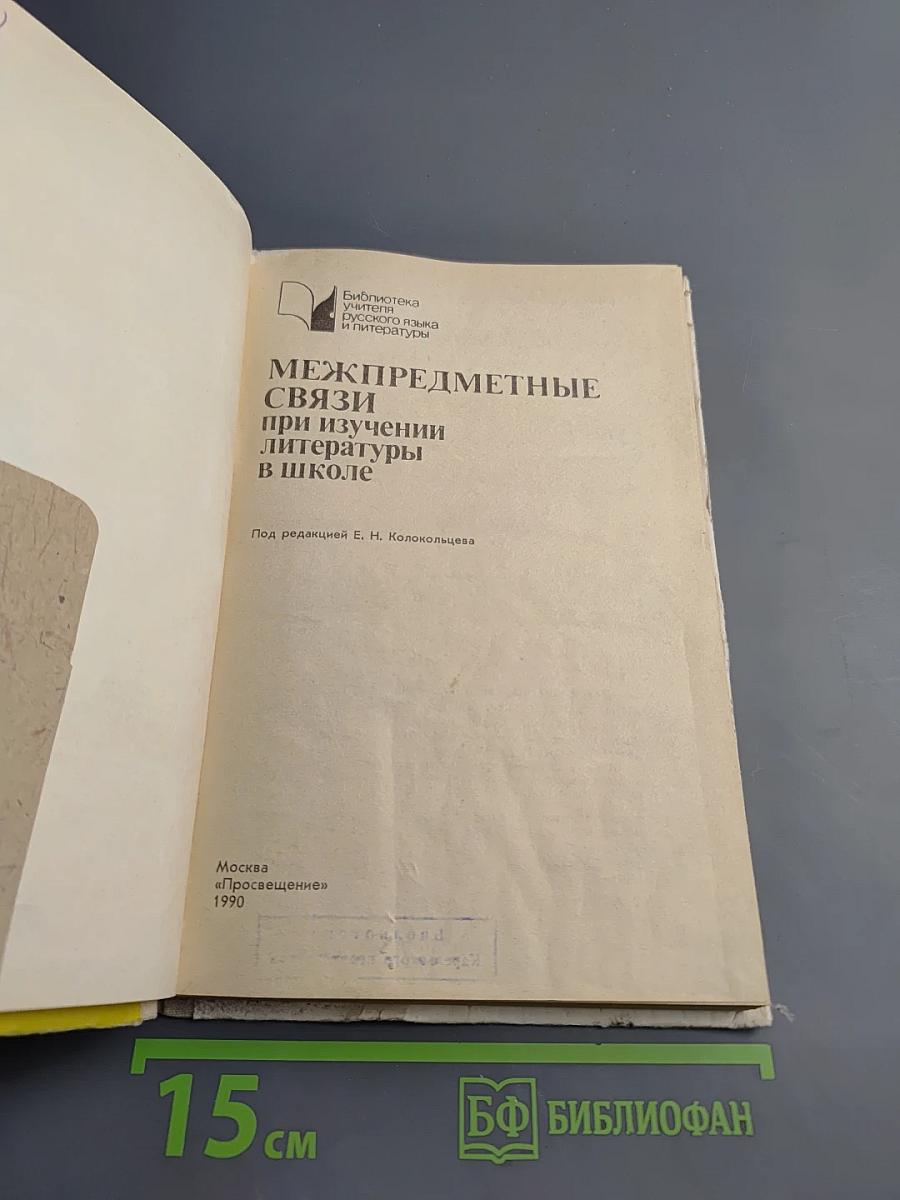 Библиотека
учителя
русского языка
и литературы
МЕЖПРЕДМЕТНЫЕ
СВЯЗИ
при изучении
литературы
в школе
Под редакцией Е. Н. Колокольцева
Москва
«Просвещение»
1990
15 см
БФ БИБЛИОФАН